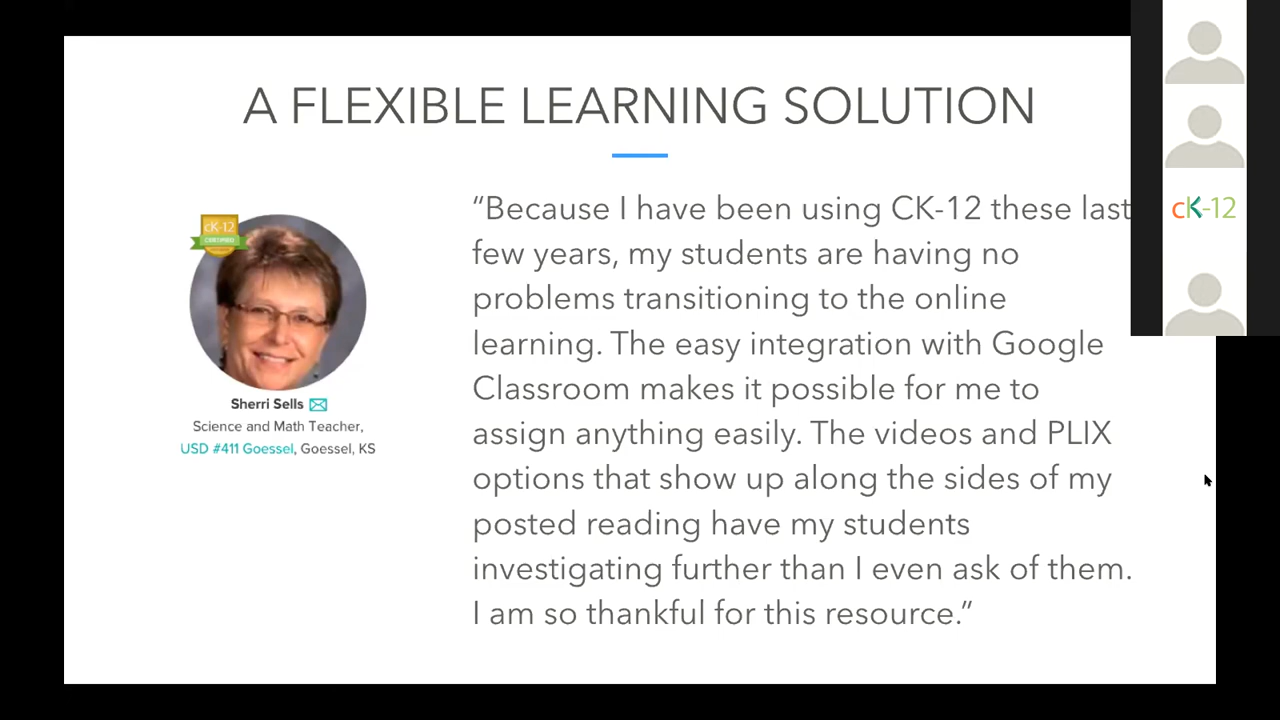 A FLEXIBLE LEARNING SOLUTION
cK-12
CERTIFIED
Sherri Sells
Science and Math Teacher,
USD #411 Goessel, Goessel, KS
“Because I have been using CK-12 these last
few years, my students are having no
problems transitioning to the online
learning. The easy integration with Google
Classroom makes it possible for me to
assign anything easily. The videos and PLIX
options that show up along the sides of my
posted reading have my students
investigating further than I even ask of them.
I am so thankful for this resource.”
cK-12